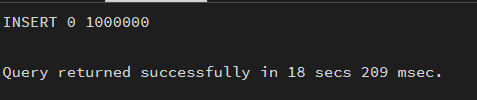 INSERT 0 1000000
Query returned successfully in 18 secs 209 msec.